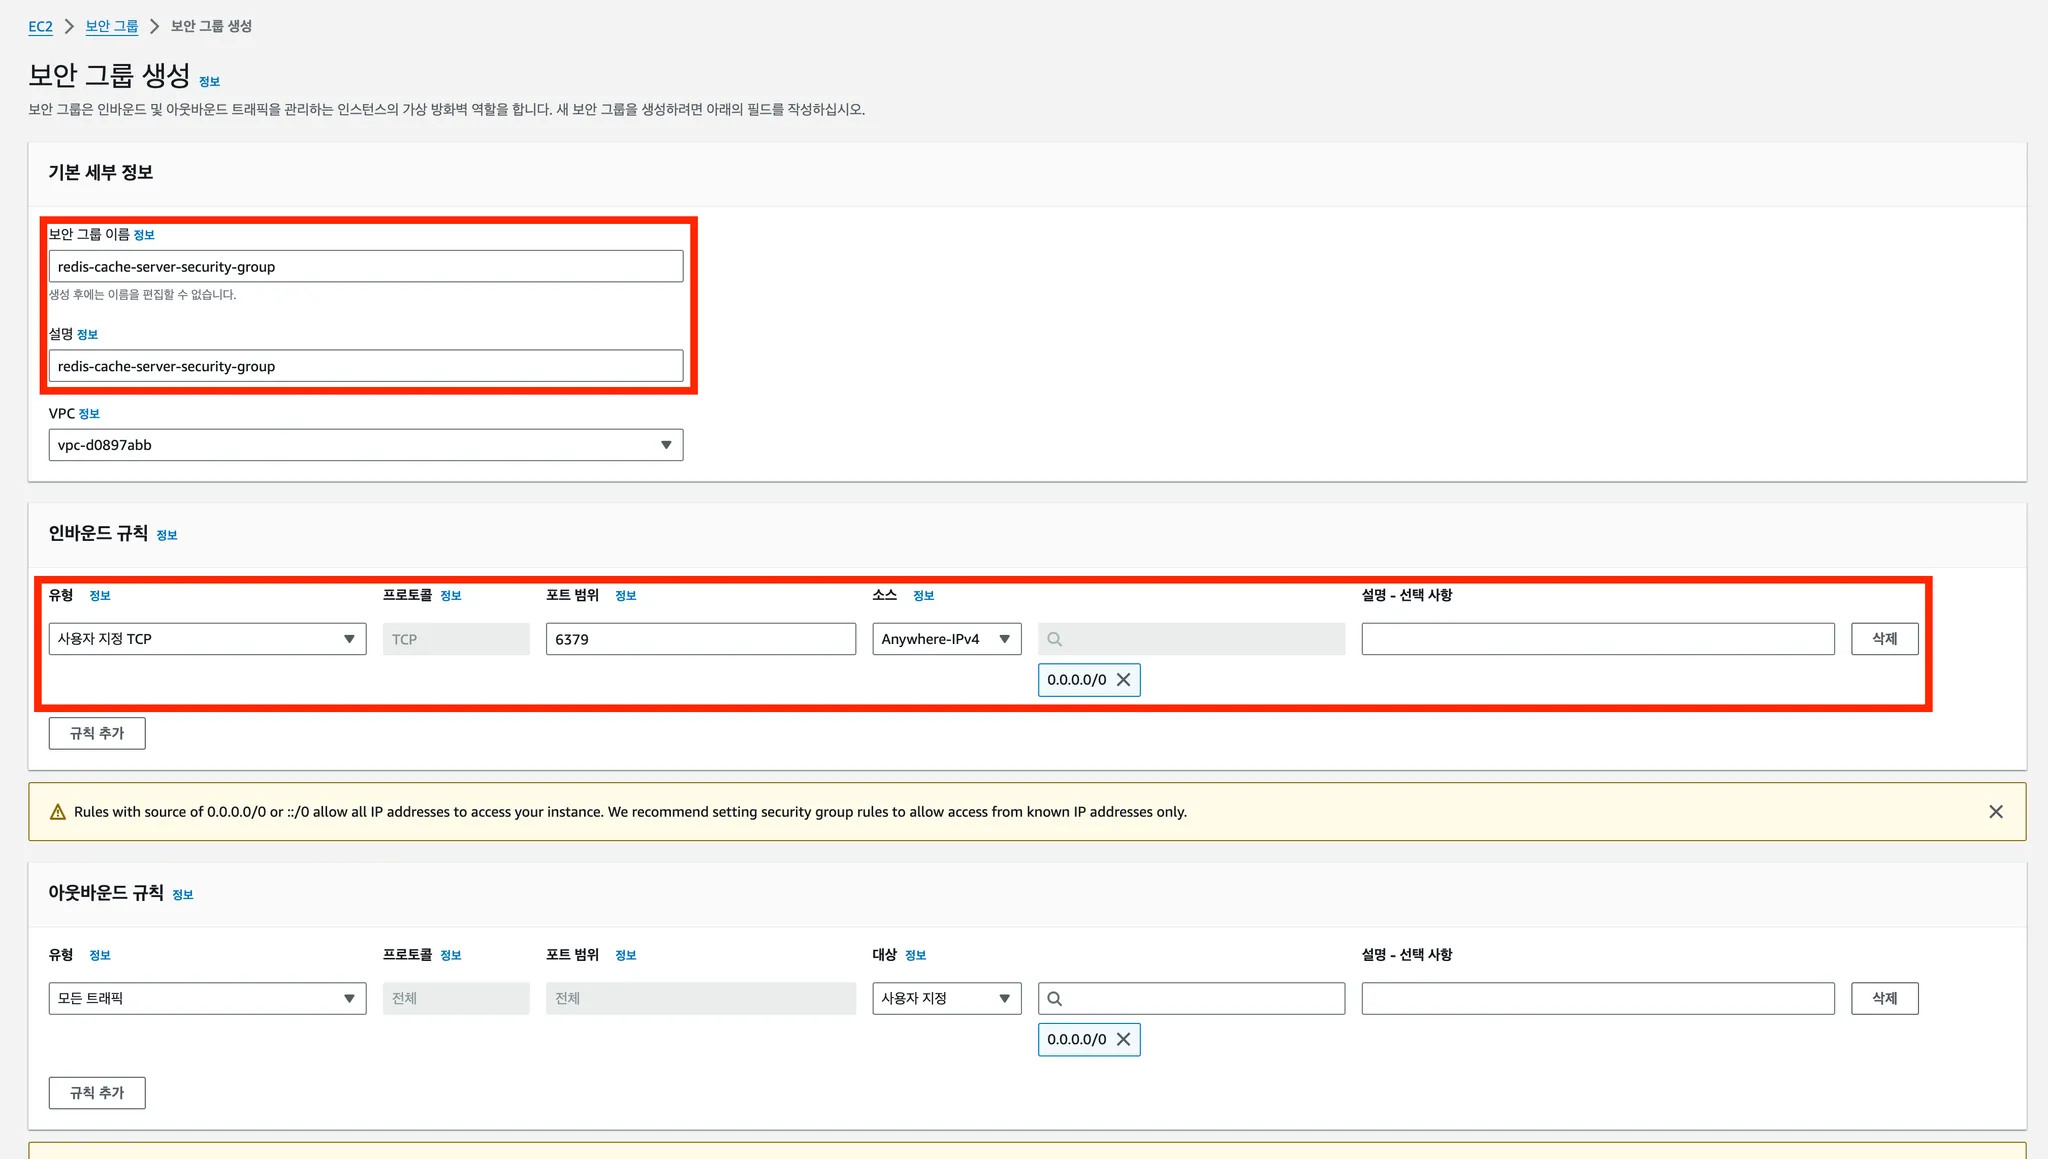 EC2 > 보안 그룹 > 보안 그룹 생성
보안 그룹 생성 정보
보안 그룹은 인바운드 및 아웃바운드 트래픽을 관리하는 인스턴스의 가상 방화벽 역할을 합니다. 새 보안 그룹을 생성하려면 아래의 필드를 작성하십시오.
기본 세부 정보
보안 그룹 이름 정보
redis-cache-server-security-group
생성 후에는 이름을 편집할 수 없습니다.
설명 정보
redis-cache-server-security-group
VPC 정보
vpc-d0897abb
인바운드 규칙 정보
유형 정보 프로토콜 정보 포트 범위 정보 소스 정보 설명 - 선택 사항
사용자 지정 TCP TCP 6379 Anywhere-IPv4 삭제
0.0.0.0/0
규칙 추가
Rules with source of 0.0.0.0/0 or ::/0 allow all IP addresses to access your instance. We recommend setting security group rules to allow access from known IP addresses only.
아웃바운드 규칙 정보
유형 정보 프로토콜 정보 포트 범위 정보 대상 정보 설명 - 선택 사항
모든 트래픽 전체 전체 사용자 지정 삭제
0.0.0.0/0
규칙 추가